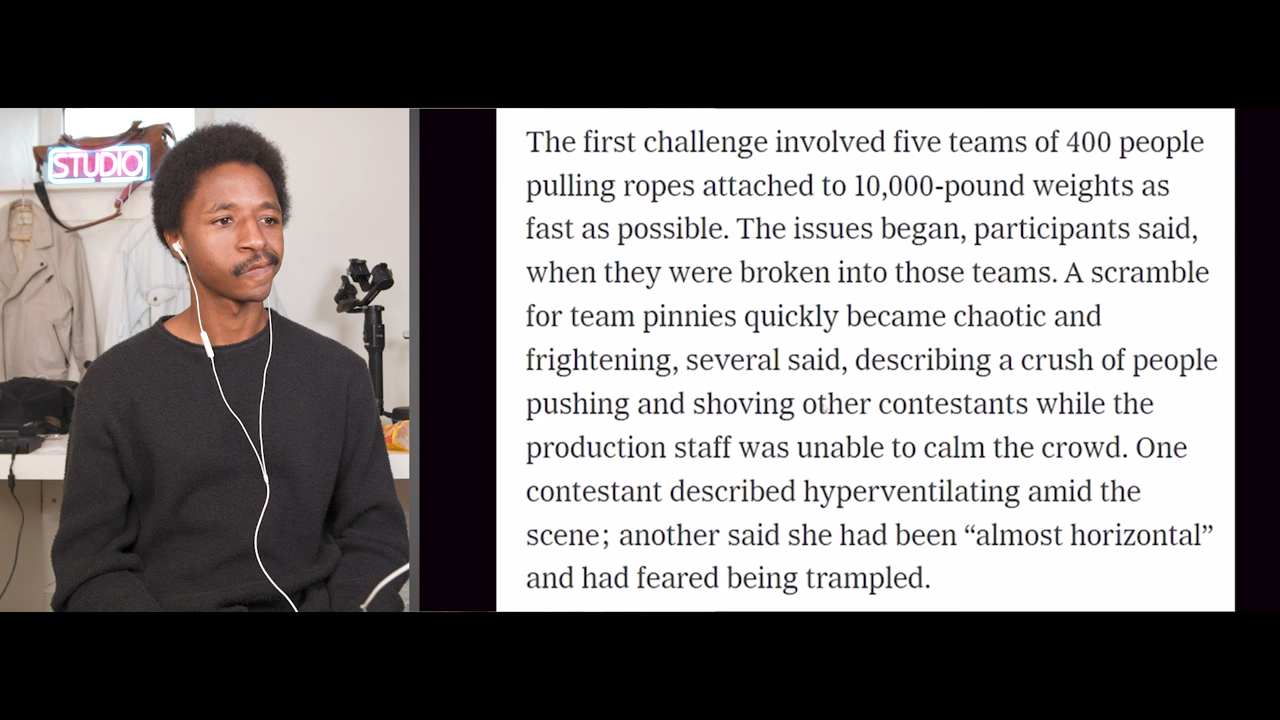 STUDIO
The first challenge involved five teams of 400 people
pulling ropes attached to 10,000-pound weights as
fast as possible. The issues began, participants said,
when they were broken into those teams. A scramble
for team pinnies quickly became chaotic and
frightening, several said, describing a crush of people
pushing and shoving other contestants while the
production staff was unable to calm the crowd. One
contestant described hyperventilating amid the
scene; another said she had been “almost horizontal”
and had feared being trampled.